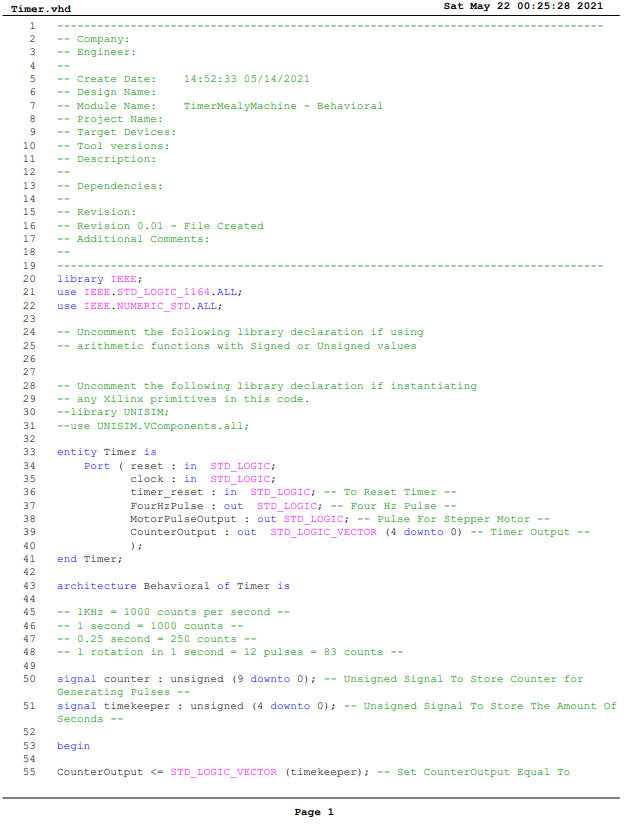 Timer.vhd Sat May 22 00:25:28 2021
1 ----------------------------------------------------------------------------------
2 -- Company:
3 -- Engineer:
4 --
5 -- Create Date: 14:52:33 05/14/2021
6 -- Design Name:
7 -- Module Name: TimerMealyMachine - Behavioral
8 -- Project Name:
9 -- Target Devices:
10 -- Tool versions:
11 -- Description:
12 --
13 -- Dependencies:
14 --
15 -- Revision:
16 -- Revision 0.01 - File Created
17 -- Additional Comments:
18 --
19 ----------------------------------------------------------------------------------
20 library IEEE;
21 use IEEE.STD_LOGIC_1164.ALL;
22 use IEEE.NUMERIC_STD.ALL;
23
24 -- Uncomment the following library declaration if using
25 -- arithmetic functions with Signed or Unsigned values
26
27
28 -- Uncomment the following library declaration if instantiating
29 -- any Xilinx primitives in this code.
30 --library UNISIM;
31 --use UNISIM.VComponents.all;
32
33 entity Timer is
34 Port ( reset : in STD_LOGIC;
35 clock : in STD_LOGIC;
36 timer_reset : in STD_LOGIC; -- To Reset Timer --
37 FourHzPulse : out STD_LOGIC; -- Four Hz Pulse --
38 MotorPulseOutput : out STD_LOGIC; -- Pulse For Stepper Motor --
39 CounterOutput : out STD_LOGIC_VECTOR (4 downto 0) -- Timer Output --
40 );
41 end Timer;
42
43 architecture Behavioral of Timer is
44
45 -- 1KHz = 1000 counts per second --
46 -- 1 second = 1000 counts --
47 -- 0.25 second = 250 counts --
48 -- 1 rotation in 1 second = 12 pulses = 83 counts --
49
50 signal counter : unsigned (9 downto 0); -- Unsigned Signal To Store Counter for
Generating Pulses --
51 signal timekeeper : unsigned (4 downto 0); -- Unsigned Signal To Store The Amount Of
Seconds --
52
53 begin
54
55 CounterOutput <= STD_LOGIC_VECTOR (timekeeper); -- Set CounterOutput Equal To
Page 1